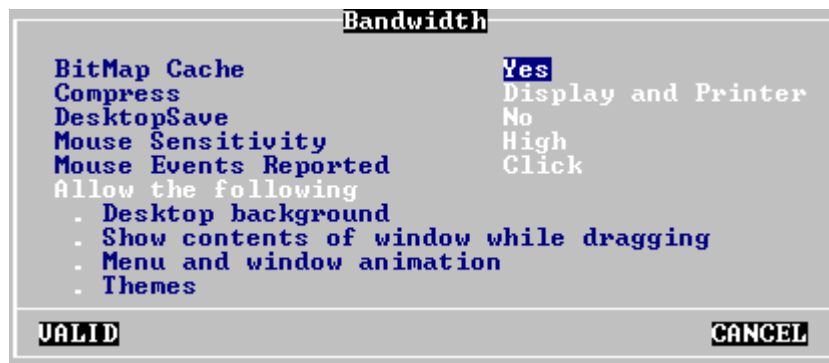 Bandwidth
BitMap Cache Yes
Compress Display and Printer
DesktopSave No
Mouse Sensitivity High
Mouse Events Reported Click
Allow the following
. Desktop background
. Show contents of window while dragging
. Menu and window animation
. Themes
VALID CANCEL